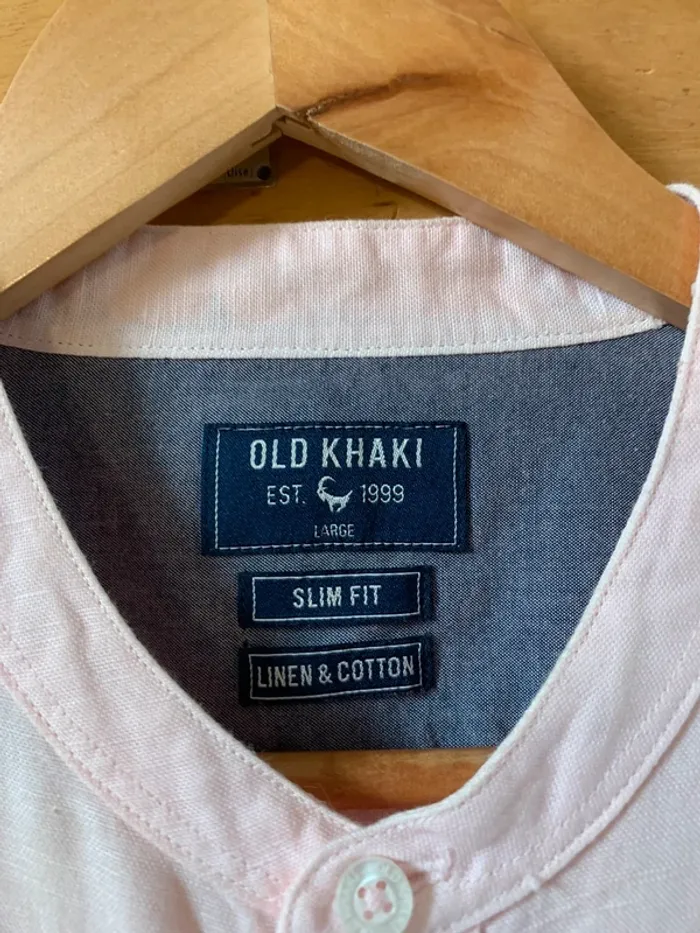 OLD KHAKI
EST. 1999
LARGE
SLIM FIT
LINEN & COTTON